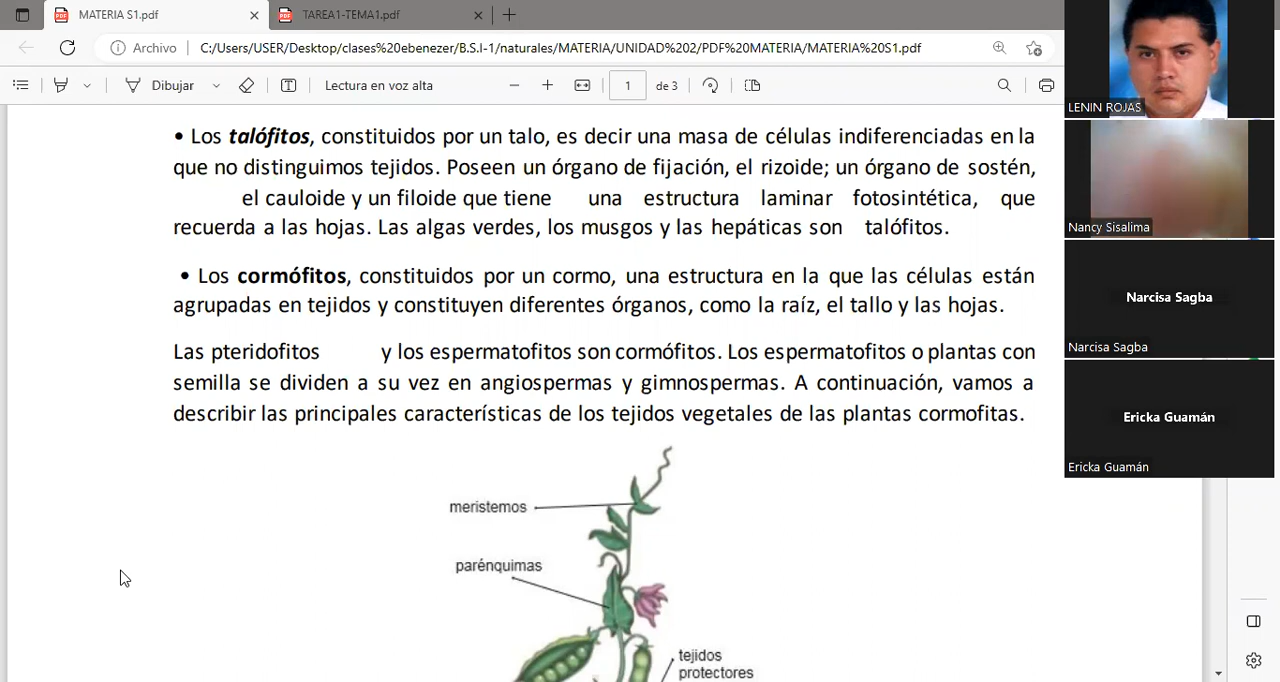 MATERIA S1.pdf
TAREA1-TEMA1.pdf
Archivo
C:/Users/USER/Desktop/clases%20ebenezer/B.S.I-1/naturales/MATERIA/UNIDAD%202/PDF%20MATERIA/MATERIA%20S1.pdf
Dibujar
Lectura en voz alta
1 de 3
• Los talófitos, constituidos por un talo, es decir una masa de células indiferenciadas en la
que no distinguimos tejidos. Poseen un órgano de fijación, el rizoide; un órgano de sostén,
el cauloide y un filoide que tiene una estructura laminar fotosintética, que
recuerda a las hojas. Las algas verdes, los musgos y las hepáticas son talófitos.
• Los cormófitos, constituidos por un cormo, una estructura en la que las células están
agrupadas en tejidos y constituyen diferentes órganos, como la raíz, el tallo y las hojas.
Las pteridofitos y los espermatofitos son cormófitos. Los espermatofitos o plantas con
semilla se dividen a su vez en angiospermas y gimnospermas. A continuación, vamos a
describir las principales características de los tejidos vegetales de las plantas cormofitas.
meristemos
parénquimas
tejidos
protectores
LENIN ROJAS
Nancy Sisalima
Narcisa Sagba
Narcisa Sagba
Ericka Guamán
Ericka Guamán